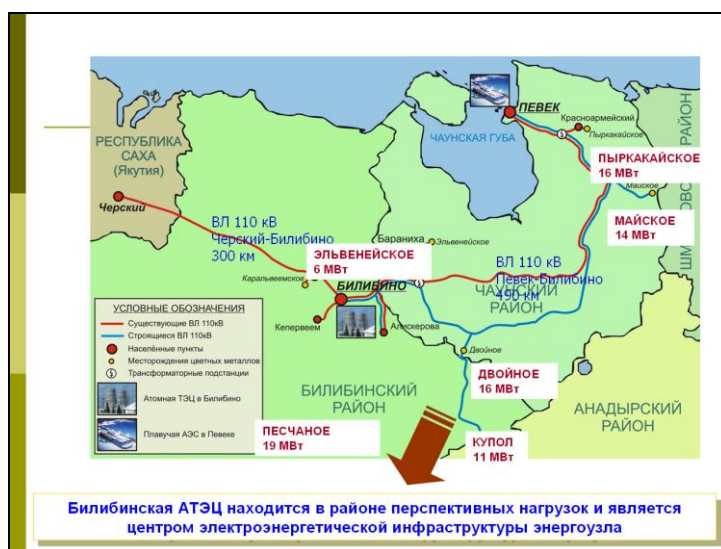 ПЕВЕК
Красноармейский
Пыркакайское
РЕСПУБЛИКА
САХА
(Якутия)
ЧАУНСКАЯ ГУБА
ПЫРКАКАЙСКОЕ
16 МВт
Майское
Черский
МАЙСКОЕ
14 МВт
ВЛ 110 кВ
Черский-Билибино
300 км
Бараниха
Эльвенейское
ЭЛЬВЕНЕЙСКОЕ
6 МВт
Каральвеемское
БИЛИБИНО
ВЛ 110 кВ
Певек-Билибино
490 км
ЧАУНСКИЙ
РАЙОН
РАЙОН
Кепервеем
Алискерова
УСЛОВНЫЕ ОБОЗНАЧЕНИЯ
Существующие ВЛ 110кВ
Строящиеся ВЛ 110кВ
Населённые пункты
Месторождения цветных металлов
Трансформаторные подстанции
Атомная ТЭЦ в Билибино
Плавучая АЭС в Певеке
Двойное
ДВОЙНОЕ
16 МВт
БИЛИБИНСКИЙ
РАЙОН
АНАДЫРСКИЙ
РАЙОН
ПЕСЧАНОЕ
19 МВт
КУПОЛ
11 МВт
Билибинская АТЭЦ находится в районе перспективных нагрузок и является
центром электроэнергетической инфраструктуры энергоузла